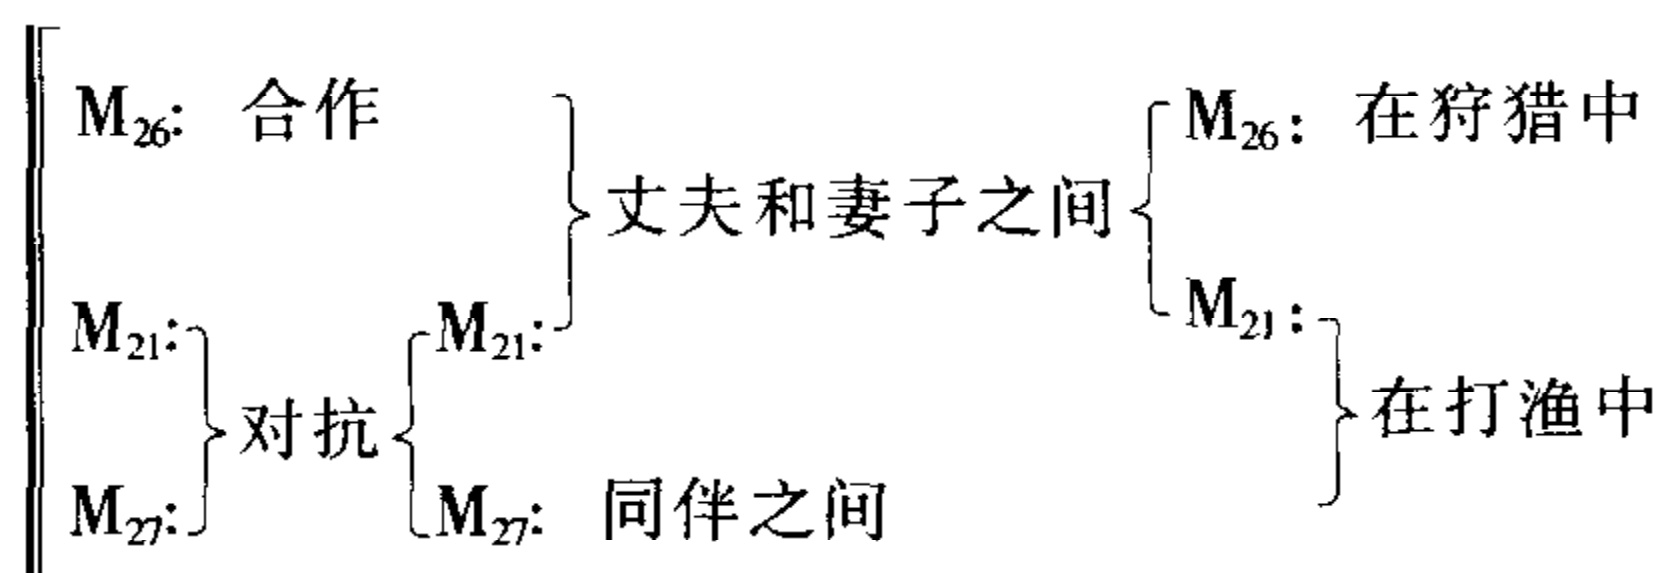 M₂₆: 合作 M₂₆: 在狩猎中
丈夫和妻子之间
M₂₁: M₂₁: M₂₁:
对抗 在打渔中
M₂₇: M₂₇: 同伴之间